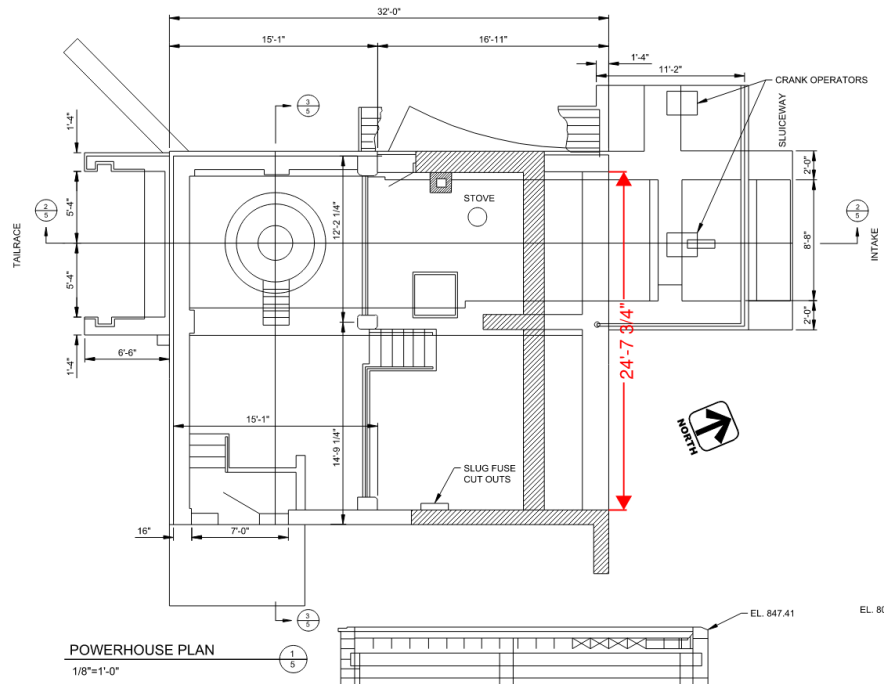 32'-0"
15'-1"
16'-11"
1'-4"
11'-2"
CRANK OPERATORS
SLUICEWAY
3
5
1'-4"
5'-4"
5'-4"
1'-4"
2
5
TAILRACE
12'-2 1/4"
STOVE
2'-0"
8'-8"
2'-0"
2
5
INTAKE
6'-6"
24'-7 3/4"
15'-1"
14'-9 1/4"
NORTH
SLUG FUSE
CUT OUTS
16"
7'-0"
3
5
EL. 847.41
EL. 80
POWERHOUSE PLAN
1
5
1/8"=1'-0"